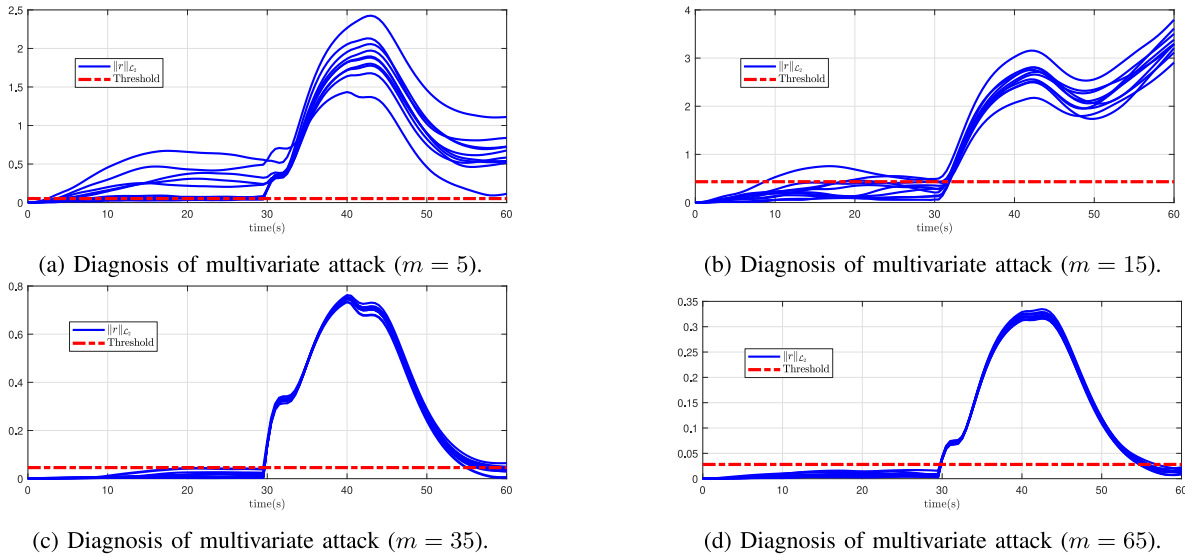 2.5
2
1.5
1
0.5
0
‖r‖ℒ₂
Threshold
0 10 20 30 40 50 60
time(s)
(a) Diagnosis of multivariate attack (m = 5).
4
3
2
1
0
‖r‖ℒ₂
Threshold
0 10 20 30 40 50 60
time(s)
(b) Diagnosis of multivariate attack (m = 15).
0.8
0.6
0.4
0.2
0
‖r‖ℒ₂
Threshold
0 10 20 30 40 50 60
time(s)
(c) Diagnosis of multivariate attack (m = 35).
0.35
0.3
0.25
0.2
0.15
0.1
0.05
0
‖r‖ℒ₂
Threshold
0 10 20 30 40 50 60
time(s)
(d) Diagnosis of multivariate attack (m = 65).